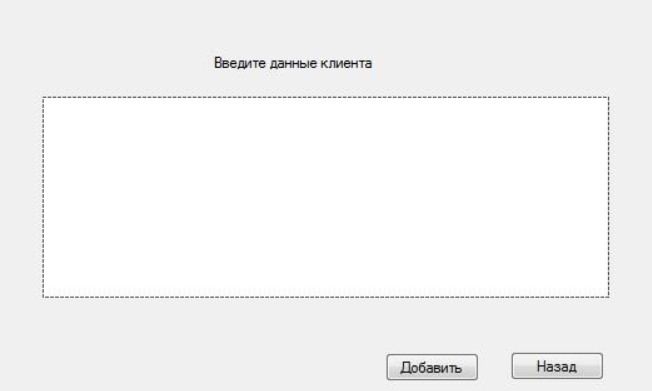 Введите данные клиента
Добавить
Назад